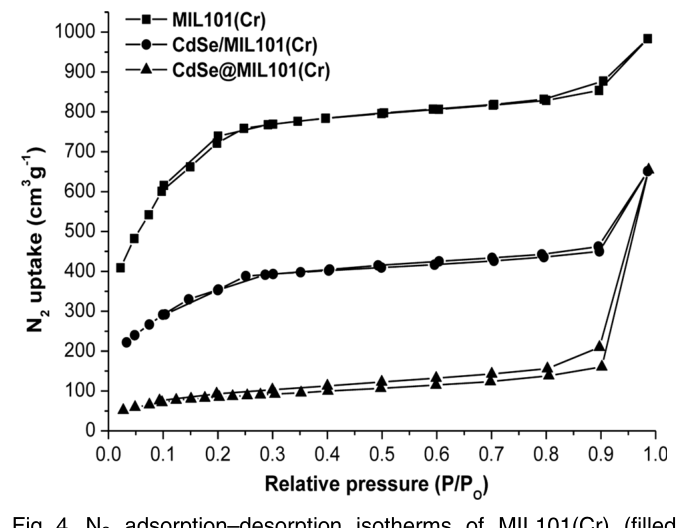 MIL101(Cr)
CdSe/MIL101(Cr)
CdSe@MIL101(Cr)
1000
900
800
700
600
500
400
300
200
100
0
N2 uptake (cm3g-1)
0.0 0.1 0.2 0.3 0.4 0.5 0.6 0.7 0.8 0.9 1.0
Relative pressure (P/PO)
Fig. 4 N2 adsorption–desorption isotherms of MIL101(Cr) (filled